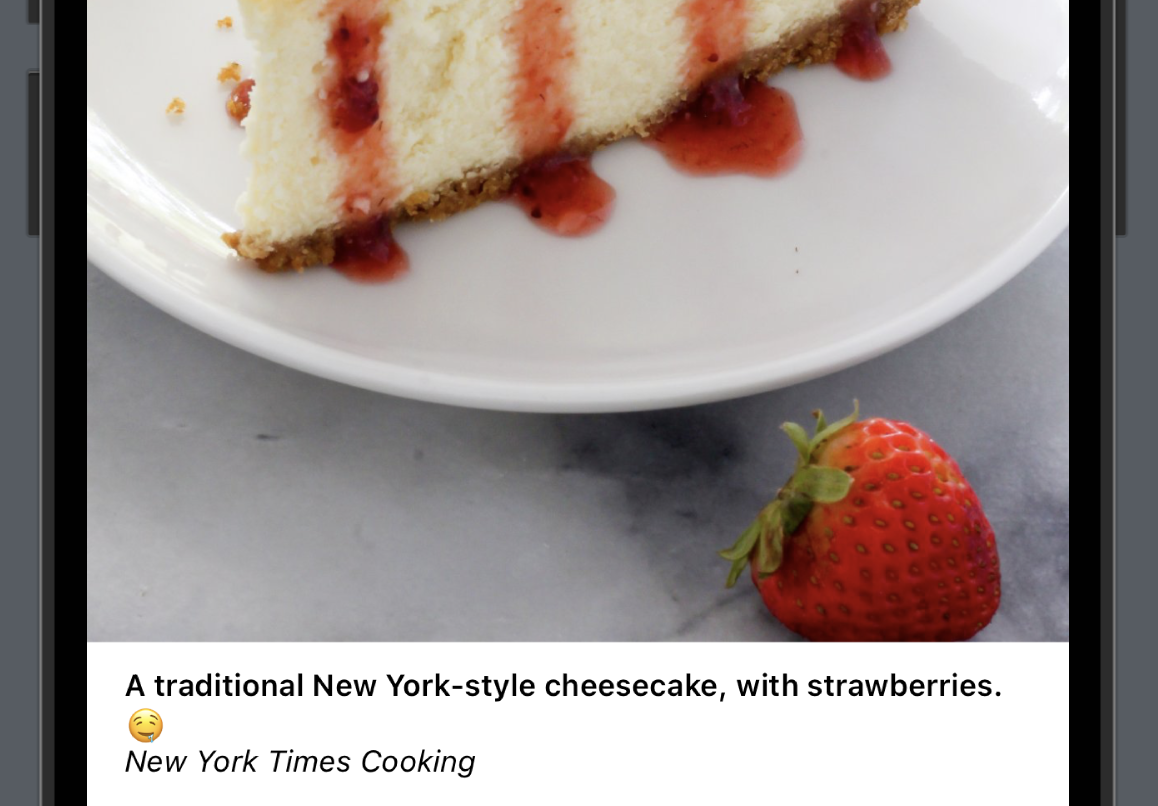 A traditional New York-style cheesecake, with strawberries.
🤤
New York Times Cooking